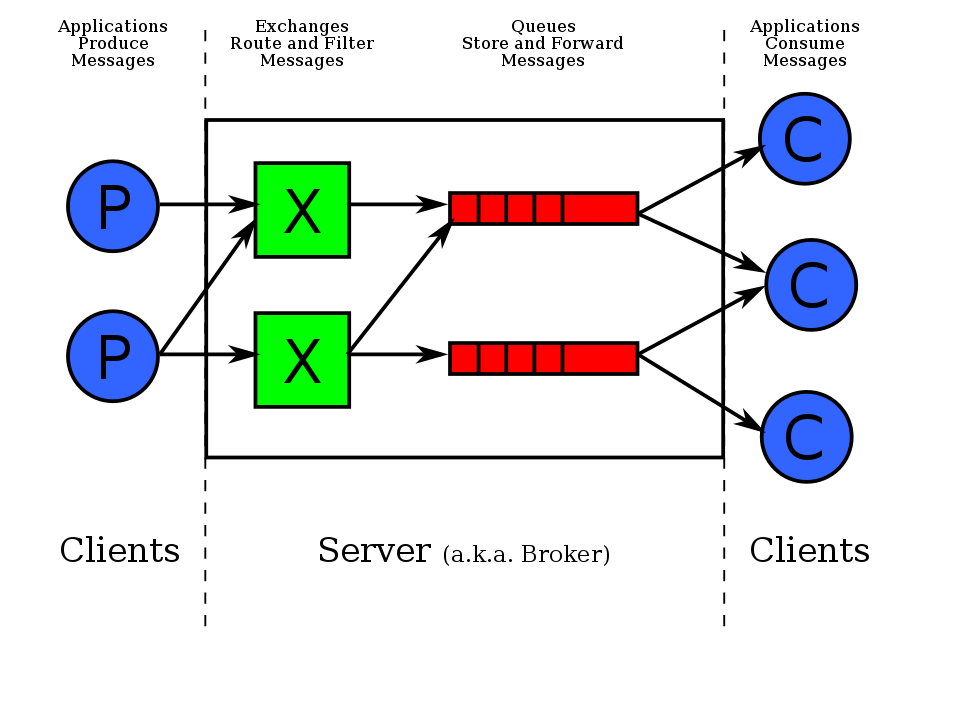 Applications
Produce
Messages
Exchanges
Route and Filter
Messages
Queues
Store and Forward
Messages
Applications
Consume
Messages
P
P
X
X
C
C
C
Clients
Server (a.k.a. Broker)
Clients